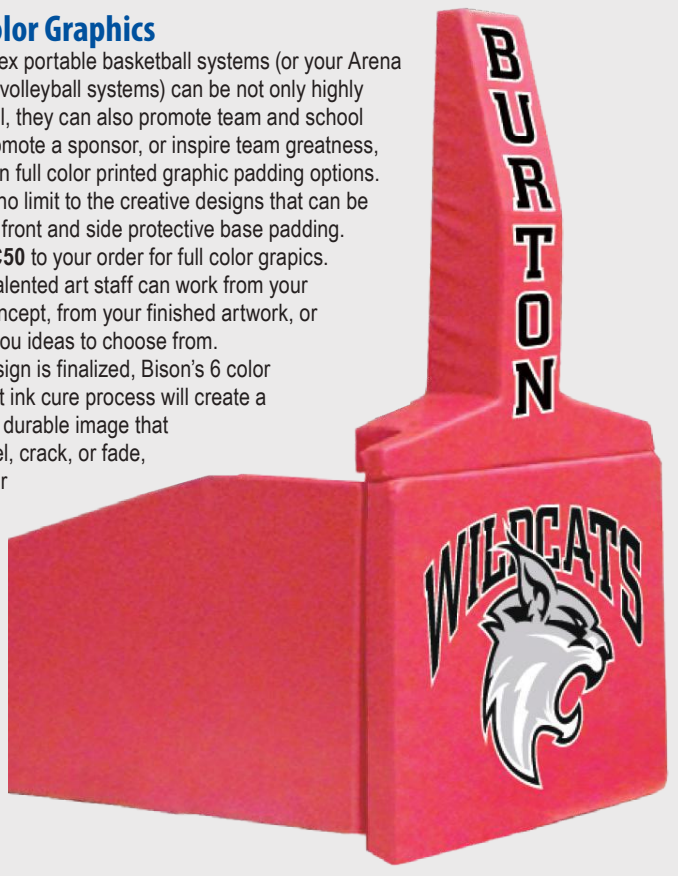 olor Graphics
ex portable basketball systems (or your Arena
volleyball systems) can be not only highly
l, they can also promote team and school
omote a sponsor, or inspire team greatness,
n full color printed graphic padding options.
no limit to the creative designs that can be
front and side protective base padding.
C50 to your order for full color grapics.
alented art staff can work from your
ncept, from your finished artwork, or
ou ideas to choose from.
sign is finalized, Bison's 6 color
t ink cure process will create a
durable image that
el, crack, or fade,
r
BURTON
WILDCATS